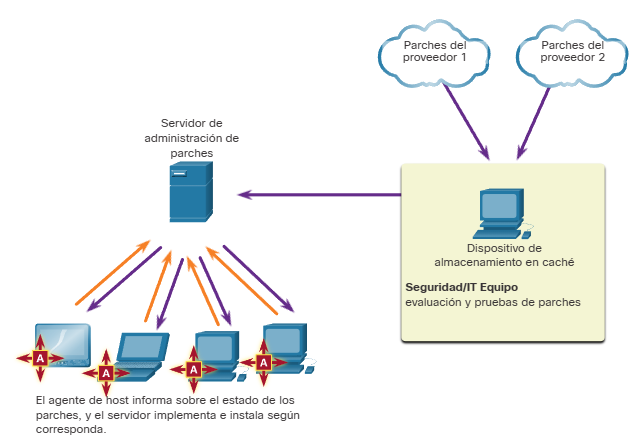 Parches del
proveedor 1
Parches del
proveedor 2
Servidor de
administración de
parches
Dispositivo de
almacenamiento en caché
Seguridad/IT Equipo
evaluación y pruebas de parches
A
A
A
A
El agente de host informa sobre el estado de los
parches, y el servidor implementa e instala según
corresponda.